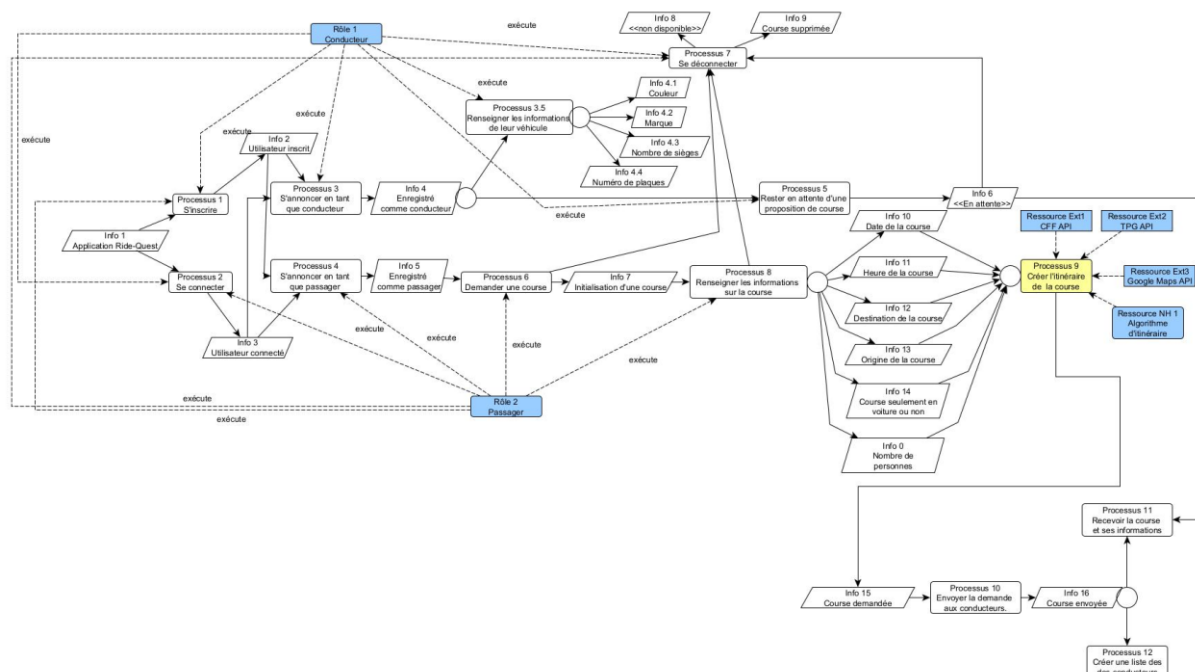 Info 8
<<non disponible>>
Info 9
Course supprimée
exécute
Rôle 1
Conducteur
exécute
Processus 7
Se déconnecter
exécute
Info 4.1
Couleur
Processus 3.5
Renseigner les informations
de leur véhicule
Info 4.2
Marque
exécute
exécute
exécute
Info 2
Utilisateur inscrit
Info 4.3
Nombre de sièges
Info 4.4
Numéro de plaques
Processus 1
S'inscrire
Processus 3
S'annoncer en tant
que conducteur
Info 4
Enregistré
comme conducteur
Processus 5
Rester en attente d'une
proposition de course
Info 6
<<En attente>>
exécute
Info 10
Date de la course
Ressource Ext1
CFF API
Ressource Ext2
TPG API
Info 1
Application Ride-Quest
Processus 2
Se connecter
Processus 4
S'annoncer en tant
que passager
Info 5
Enregistré
comme passager
Processus 6
Demander une course
Info 7
Initialisation d'une course
Processus 8
Renseigner les informations
sur la course
Info 11
Heure de la course
Processus 9
Créer l'itinéraire
de la course
Ressource Ext3
Google Maps API
Info 12
Destination de la course
Ressource NH 1
Algorithme
d'itinéraire
exécute
Info 3
Utilisateur connecté
exécute
exécute
Info 13
Origine de la course
Info 14
Course seulement en
voiture ou non
exécute
exécute
Rôle 2
Passager
Info 0
Nombre de
personnes
Processus 11
Recevoir la course
et ses informations
Info 15
Course demandée
Processus 10
Envoyer la demande
aux conducteurs.
Info 16
Course envoyée
Processus 12
Créer une liste des
des conducteurs